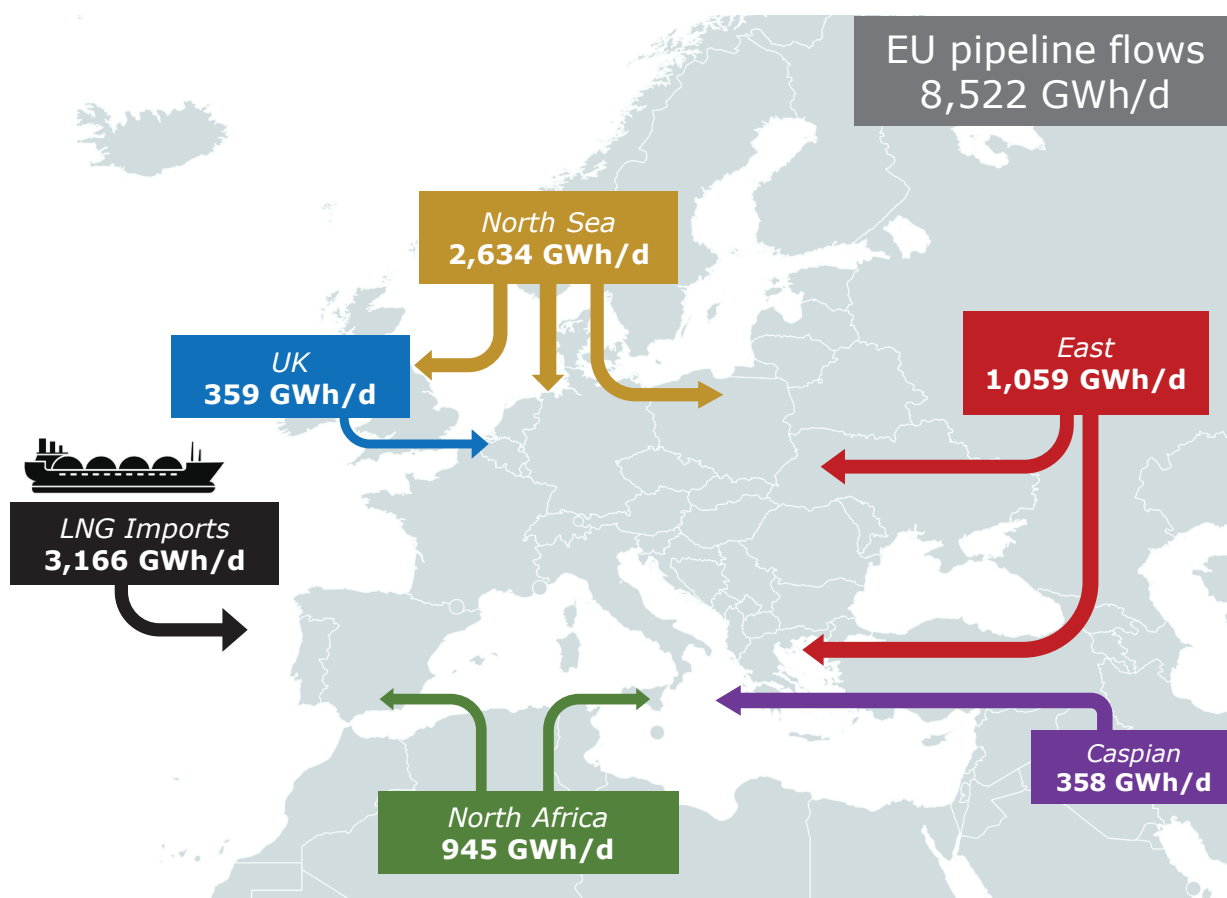 EU pipeline flows
8,522 GWh/d
North Sea
2,634 GWh/d
UK
359 GWh/d
East
1,059 GWh/d
LNG Imports
3,166 GWh/d
Caspian
358 GWh/d
North Africa
945 GWh/d